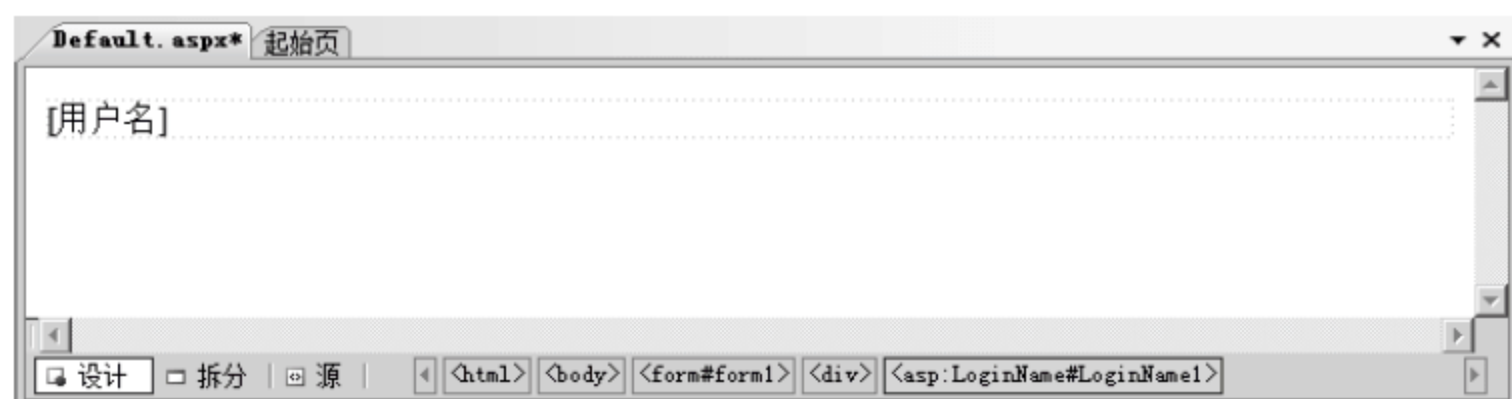 Default.aspx* 起始页
[用户名]
设计 拆分 源 <html> <body> <form#form1> <div> <asp:LoginName#LoginName1>